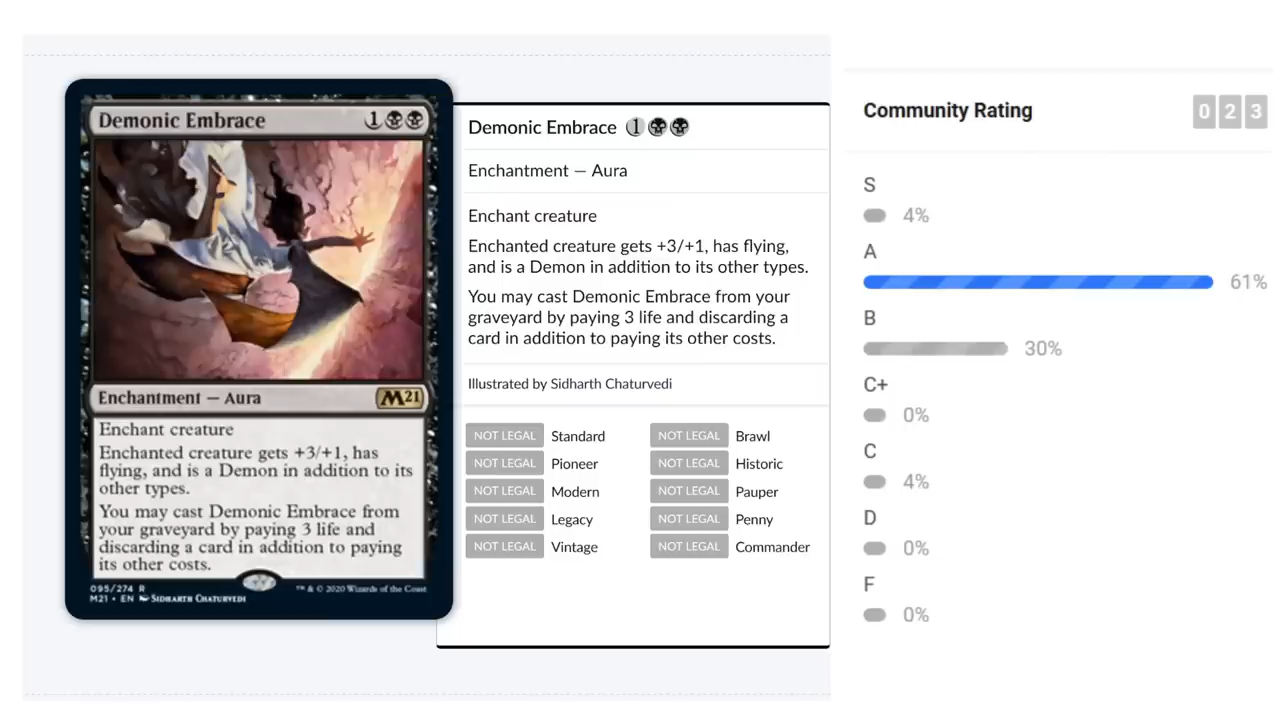 Demonic Embrace 1
Enchantment — Aura
M21
Enchant creature
Enchanted creature gets +3/+1, has
flying, and is a Demon in addition to its
other types.
You may cast Demonic Embrace from
your graveyard by paying 3 life and
discarding a card in addition to paying
its other costs.
095/274 R
M21 • EN SIDHARTH CHATURVEDI
™ & © 2020 Wizards of the Coast
Demonic Embrace 1
Enchantment — Aura
Enchant creature
Enchanted creature gets +3/+1, has flying,
and is a Demon in addition to its other types.
You may cast Demonic Embrace from your
graveyard by paying 3 life and discarding a
card in addition to paying its other costs.
Illustrated by Sidharth Chaturvedi
NOT LEGAL Standard NOT LEGAL Brawl
NOT LEGAL Pioneer NOT LEGAL Historic
NOT LEGAL Modern NOT LEGAL Pauper
NOT LEGAL Legacy NOT LEGAL Penny
NOT LEGAL Vintage NOT LEGAL Commander
Community Rating 0 2 3
S
4%
A
61%
B
30%
C+
0%
C
4%
D
0%
F
0%